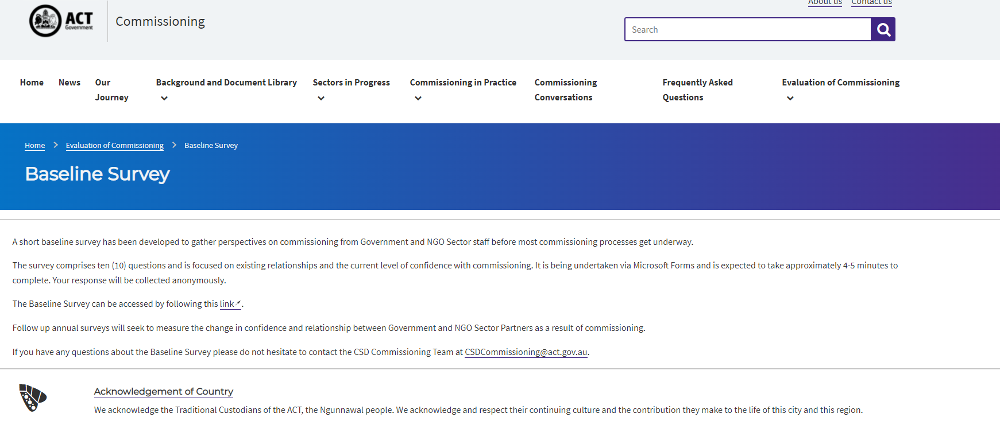 About us Contact us
ACT
Government
Commissioning
Search
Home News Our Journey Background and Document Library Sectors in Progress Commissioning in Practice Commissioning Conversations Frequently Asked Questions Evaluation of Commissioning
Home > Evaluation of Commissioning > Baseline Survey
Baseline Survey
A short baseline survey has been developed to gather perspectives on commissioning from Government and NGO Sector staff before most commissioning processes get underway.
The survey comprises ten (10) questions and is focused on existing relationships and the current level of confidence with commissioning. It is being undertaken via Microsoft Forms and is expected to take approximately 4-5 minutes to
complete. Your response will be collected anonymously.
The Baseline Survey can be accessed by following this link.
Follow up annual surveys will seek to measure the change in confidence and relationship between Government and NGO Sector Partners as a result of commissioning.
If you have any questions about the Baseline Survey please do not hesitate to contact the CSD Commissioning Team at CSDCommissioning@act.gov.au.
Acknowledgement of Country
We acknowledge the Traditional Custodians of the ACT, the Ngunnawal people. We acknowledge and respect their continuing culture and the contribution they make to the life of this city and this region.